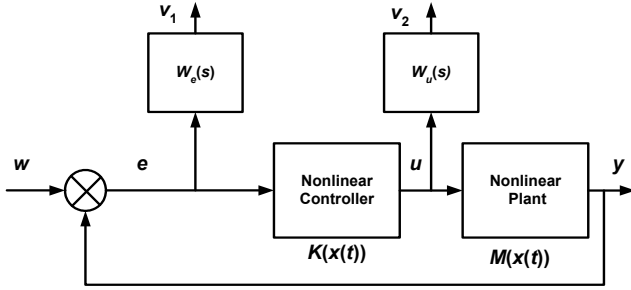 v₁
v₂
Wₑ(s)
Wᵤ(s)
w
e
Nonlinear
Controller
u
Nonlinear
Plant
y
K(x(t))
M(x(t))